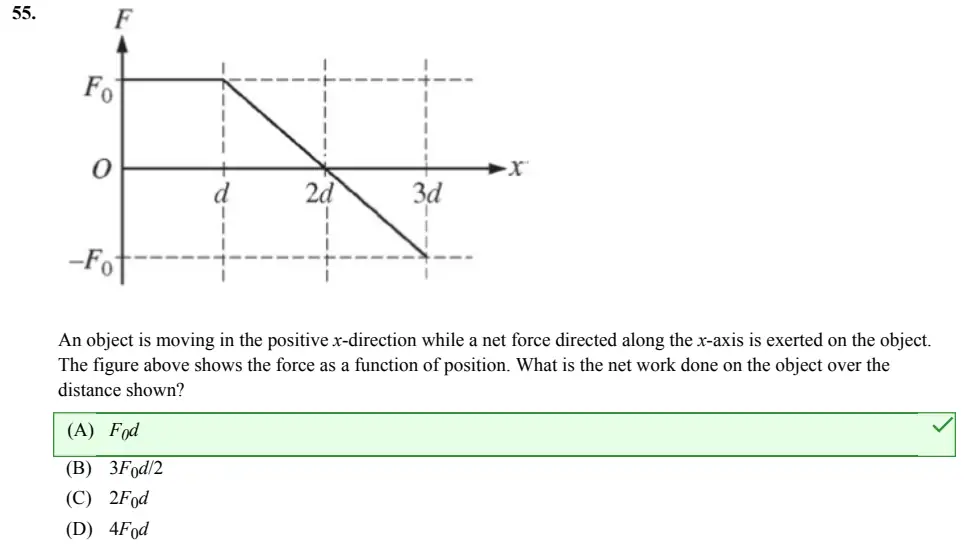 55.
F
F₀
O
d
2d
3d
x
–F₀
An object is moving in the positive x-direction while a net force directed along the x-axis is exerted on the object.
The figure above shows the force as a function of position. What is the net work done on the object over the
distance shown?
(A) F₀d
(B) 3F₀d/2
(C) 2F₀d
(D) 4F₀d